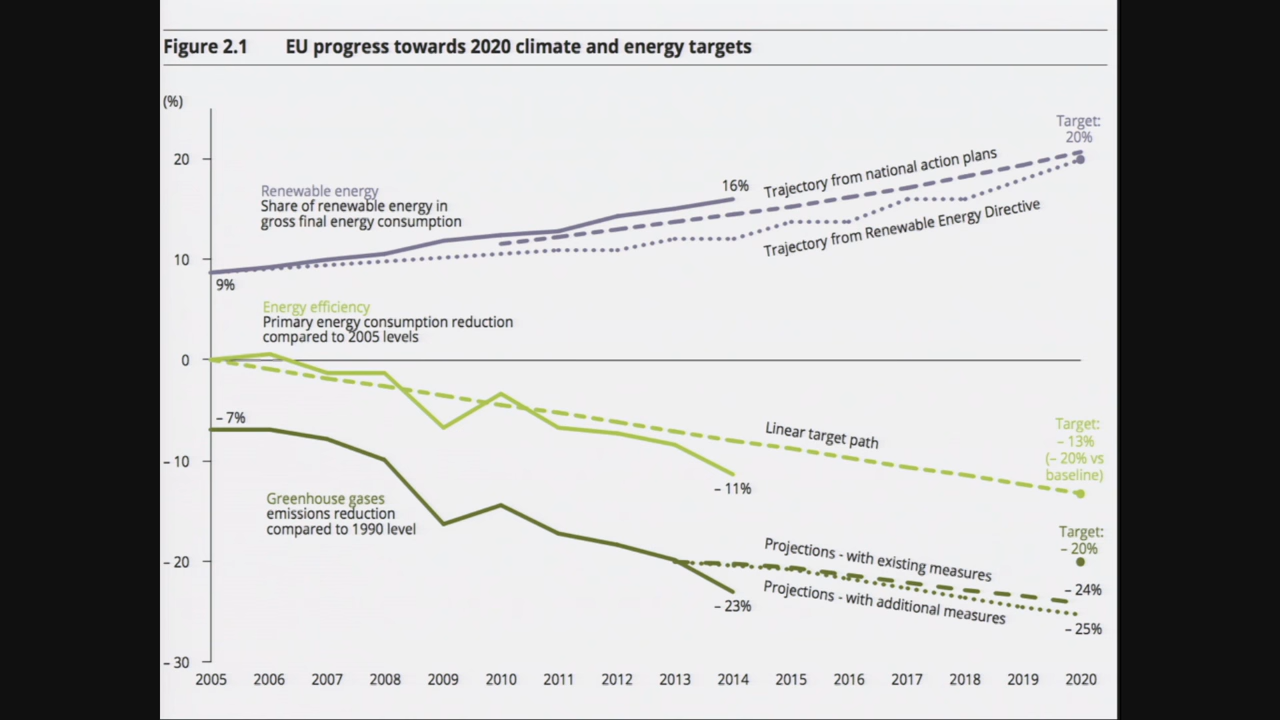 Figure 2.1 EU progress towards 2020 climate and energy targets
(%)
20
10
0
– 10
– 20
– 30
Target:
20%
Trajectory from national action plans
16%
Renewable energy
Share of renewable energy in
gross final energy consumption
Trajectory from Renewable Energy Directive
9%
Energy efficiency
Primary energy consumption reduction
compared to 2005 levels
– 7%
Linear target path
Target:
– 13%
(– 20% vs
baseline)
– 11%
Greenhouse gases
emissions reduction
compared to 1990 level
Target:
– 20%
Projections - with existing measures
Projections - with additional measures
– 24%
– 23%
– 25%
2005 2006 2007 2008 2009 2010 2011 2012 2013 2014 2015 2016 2017 2018 2019 2020